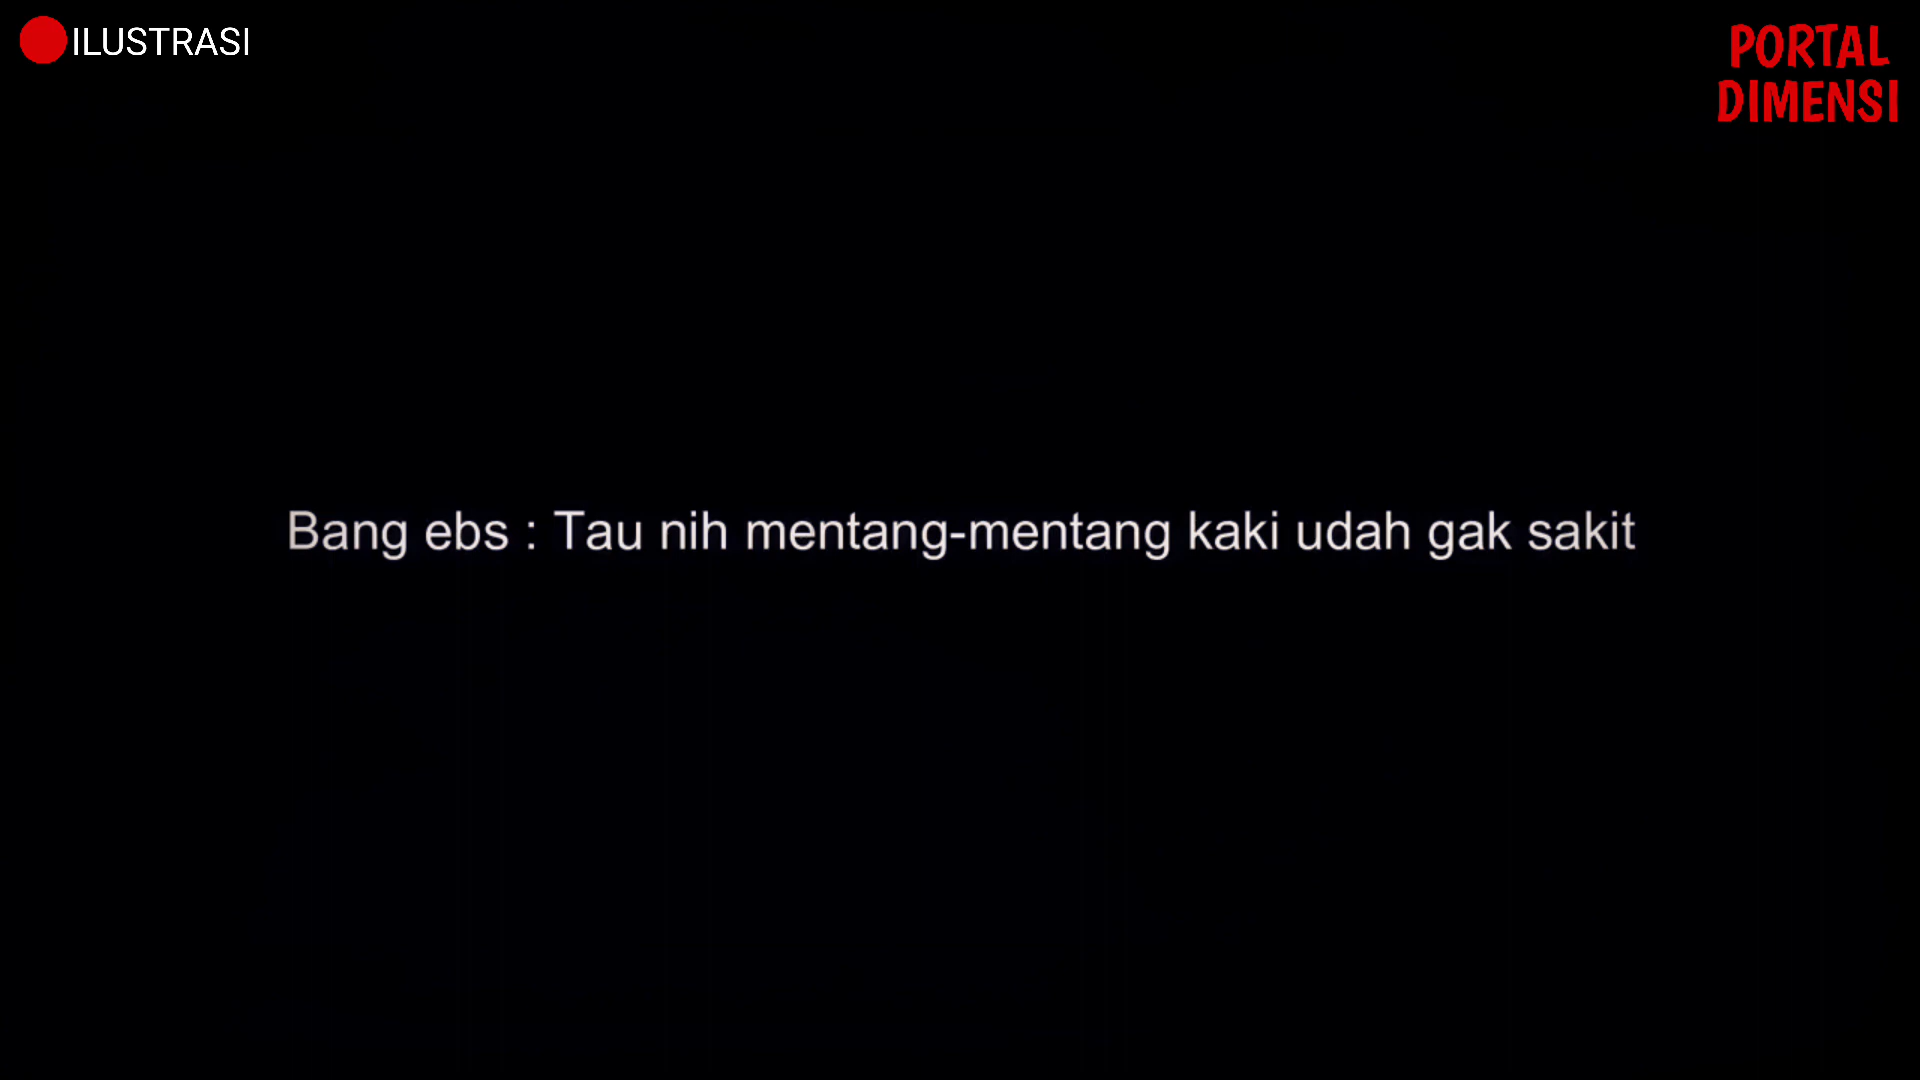 ILUSTRASI
PORTAL
DIMENSI
Bang ebs : Tau nih mentang-mentang kaki udah gak sakit